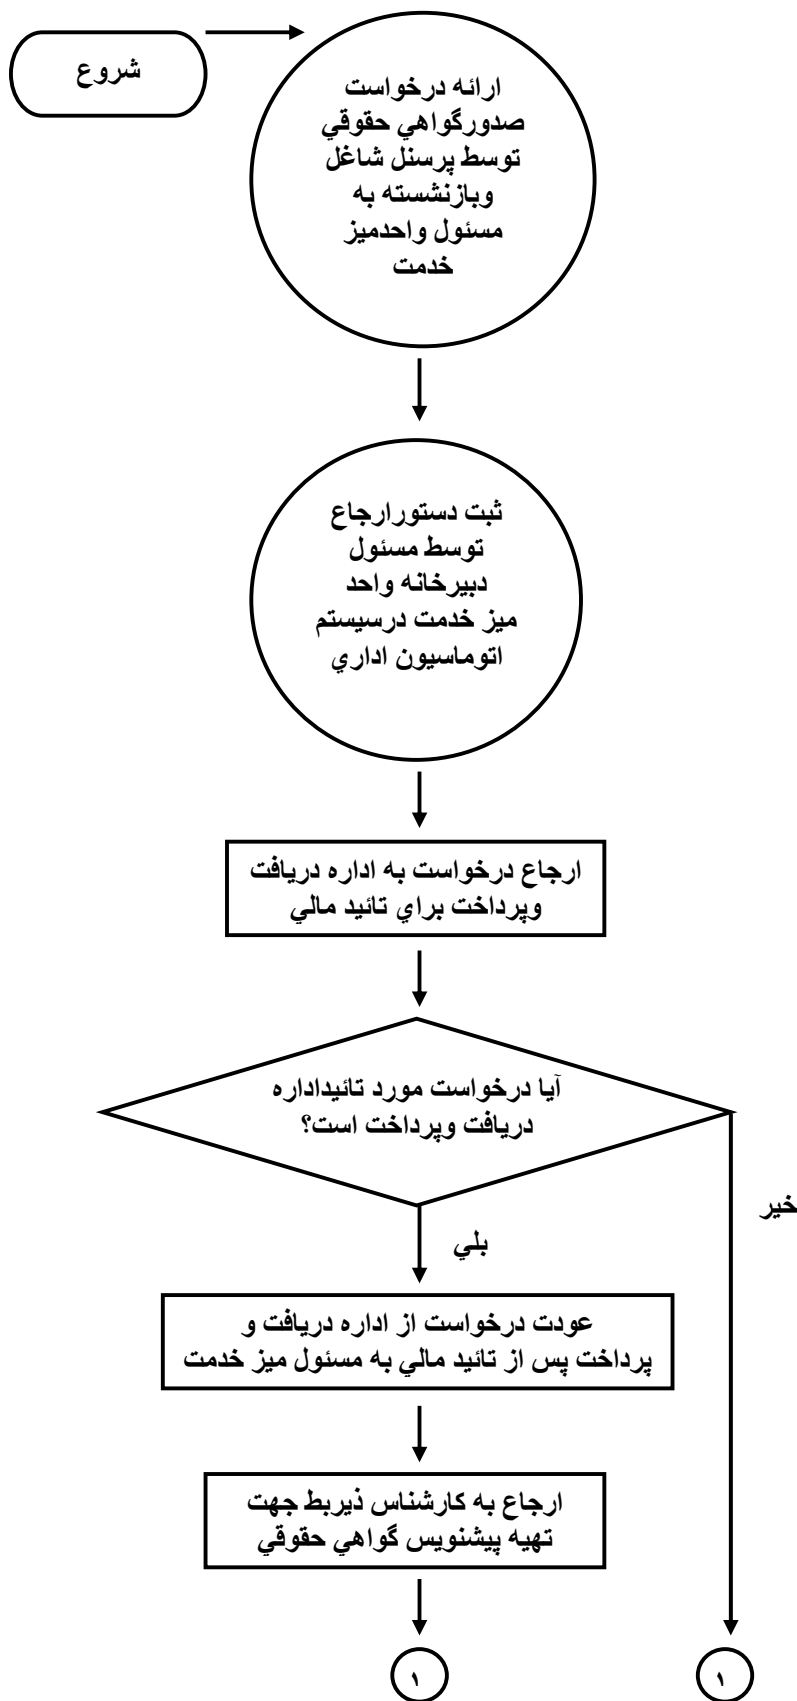 شروع
ارائه درخواست
صدورگواهي حقوقي
توسط پرسنل شاغل
وبازنشسته به
مسئول واحدميز
خدمت
ثبت دستورارجاع
توسط مسئول
دبيرخانه واحد
ميز خدمت درسيستم
اتوماسيون اداري
ارجاع درخواست به اداره دريافت
وپرداخت براي تائيد مالي
آيا درخواست مورد تائيداداره
دريافت وپرداخت است؟
خير
بلي
عودت درخواست از اداره دريافت و
پرداخت پس از تائيد مالي به مسئول ميز خدمت
ارجاع به كارشناس ذيربط جهت
تهيه پيشنويس گواهي حقوقي
١
١